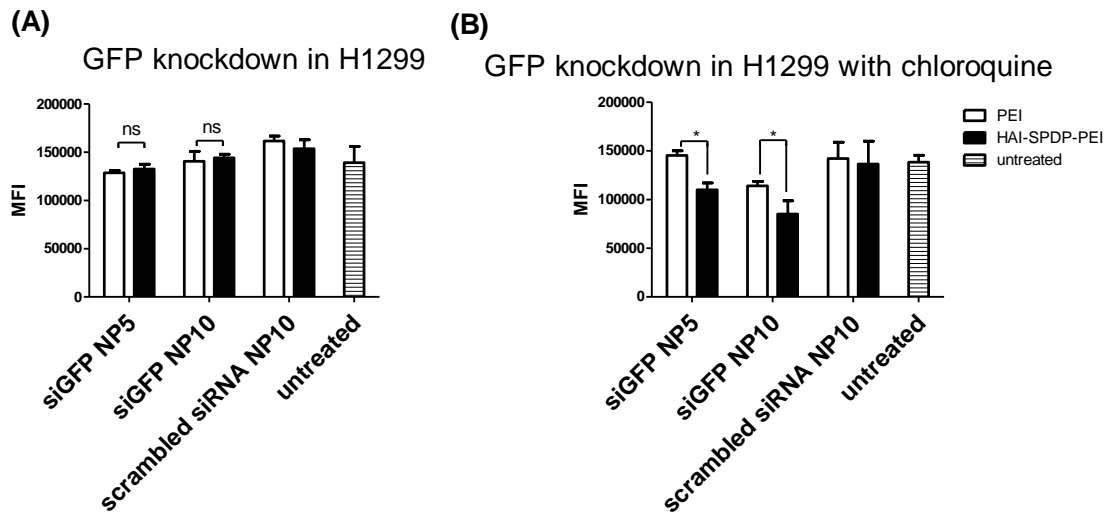 (A)
GFP knockdown in H1299
200000
150000
100000
50000
0
MFI
ns
ns
siGFP NP5
siGFP NP10
scrambled siRNA NP10
untreated
(B)
GFP knockdown in H1299 with chloroquine
200000
150000
100000
50000
0
MFI
*
*
siGFP NP5
siGFP NP10
scrambled siRNA NP10
untreated
PEI
HAI-SPDP-PEI
untreated